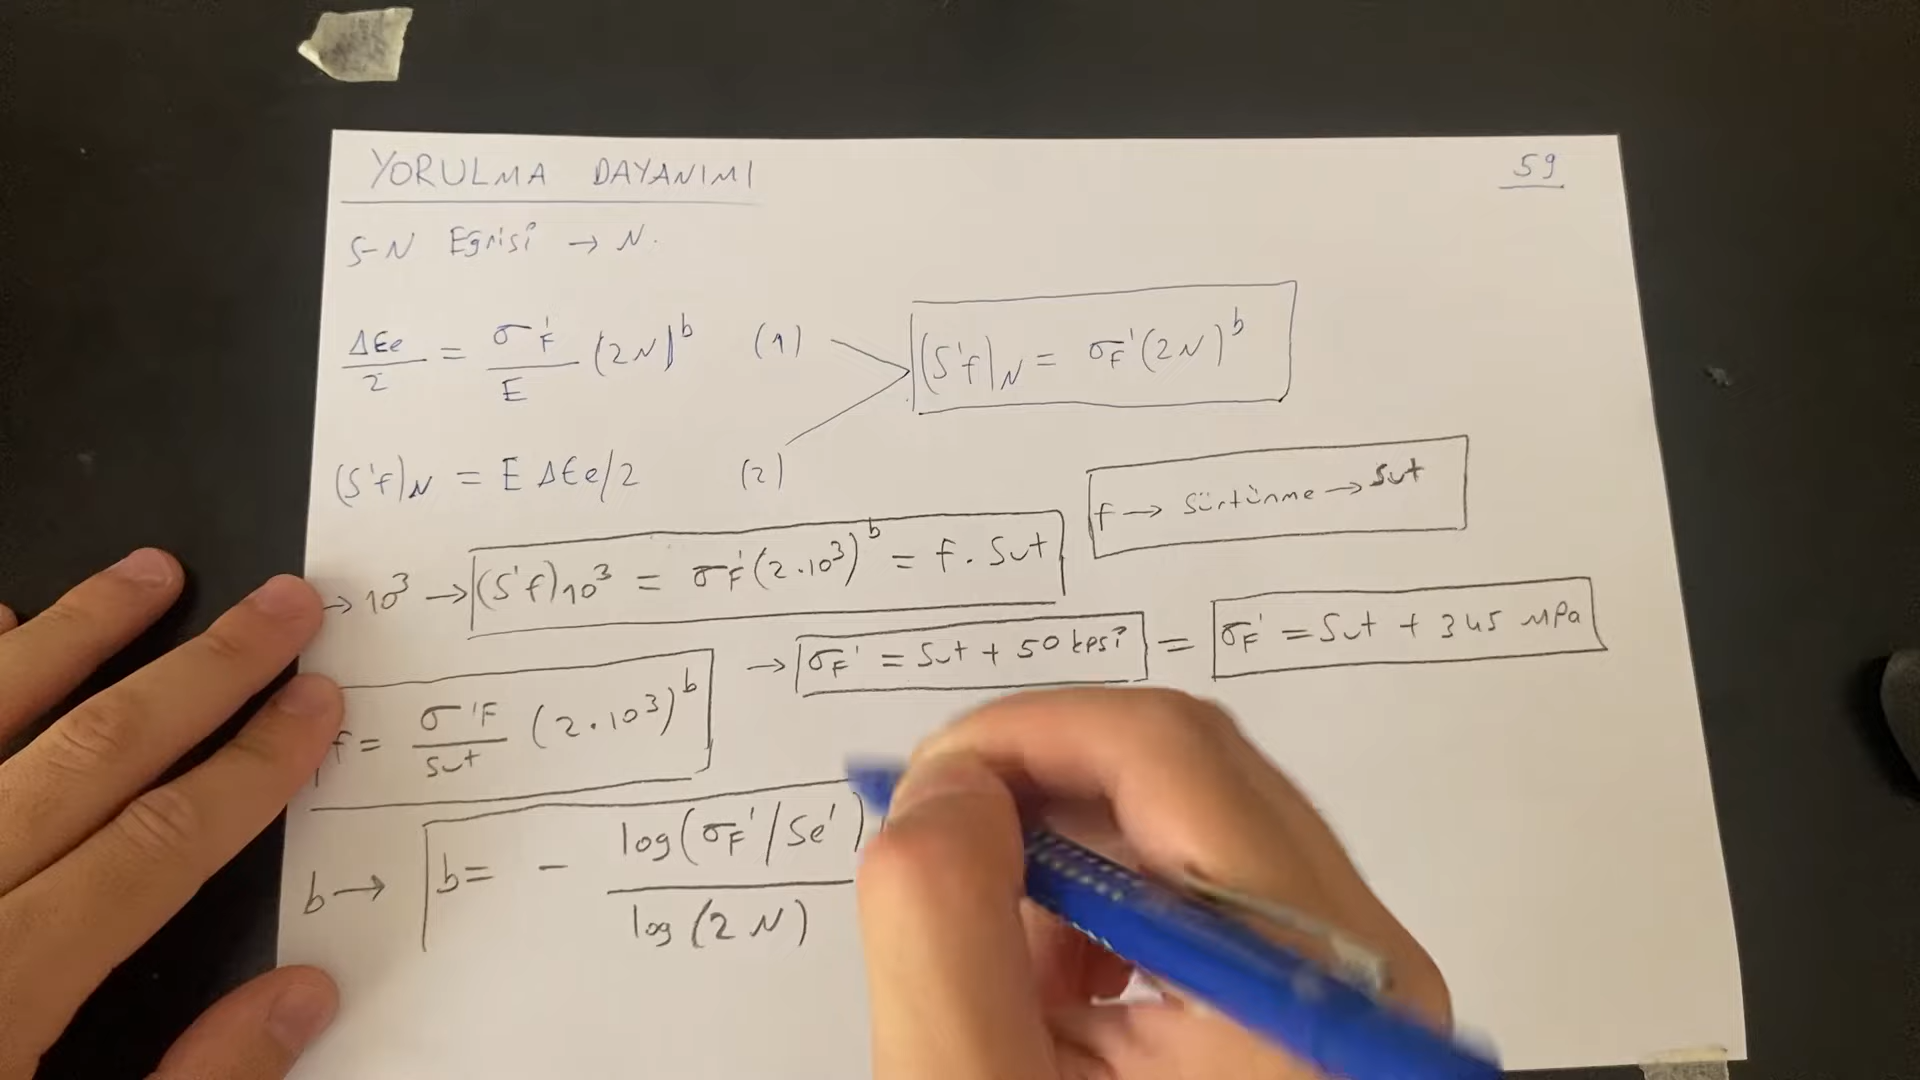 YORULMA DAYANIMI
59
S-N Eğrisi → N.
Δεe/2 = σ'F/E (2N)^b (1)
(S'f)N = σF'(2N)^b
(S'f)N = E Δεe/2 (2)
f → Sürtünme → Sut
→ 10³ → (S'f)10³ = σF'(2.10³)^b = f . Sut
→ σF' = Sut + 50 kpsi = σF' = Sut + 345 MPa
f = σ'F/Sut (2.10³)^b
b → b = - log(σF'/Se')/log(2N)